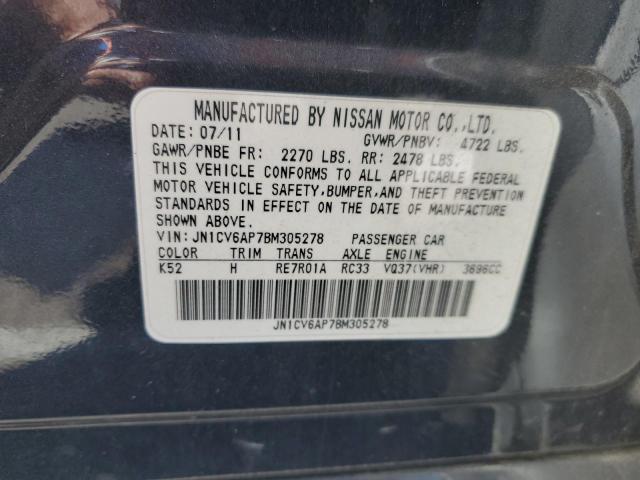 MANUFACTURED BY NISSAN MOTOR CO.,LTD.
DATE: 07/11 GVWR/PNBV: 4722 LBS.
GAWR/PNBE FR: 2270 LBS. RR: 2478 LBS.
THIS VEHICLE CONFORMS TO ALL APPLICABLE FEDERAL
MOTOR VEHICLE SAFETY,BUMPER,AND THEFT PREVENTION
STANDARDS IN EFFECT ON THE DATE OF MANUFACTURE
SHOWN ABOVE.
VIN: JN1CV6AP7BM305278 PASSENGER CAR
COLOR TRIM TRANS AXLE ENGINE
K52 H RE7R01A RC33 VQ37(VHR) 3696CC
JN1CV6AP7BM305278